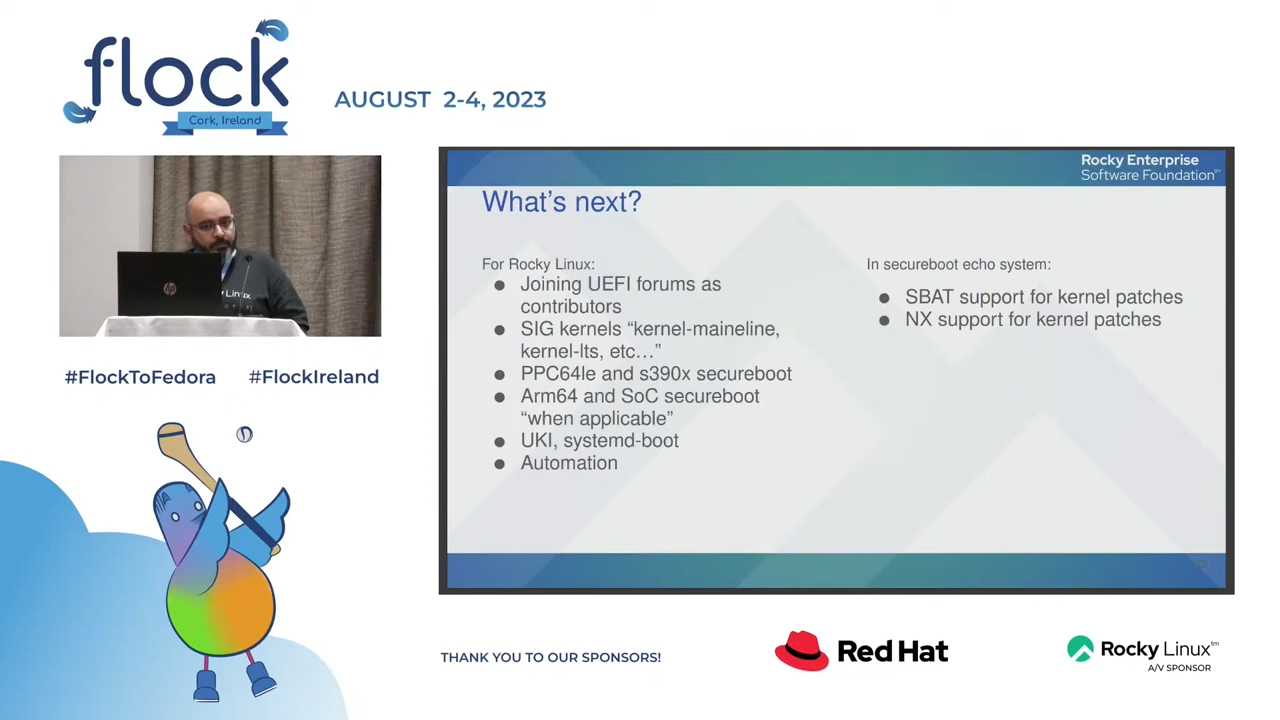 flock
Cork, Ireland
AUGUST 2-4, 2023
Rocky Enterprise
Software Foundation™
What's next?
For Rocky Linux:
● Joining UEFI forums as
contributors
● SIG kernels “kernel-maineline,
kernel-lts, etc…”
● PPC64le and s390x secureboot
● Arm64 and SoC secureboot
“when applicable”
● UKI, systemd-boot
● Automation
In secureboot echo system:
● SBAT support for kernel patches
● NX support for kernel patches
hp
Linux
#FlockToFedora #FlockIreland
THANK YOU TO OUR SPONSORS!
Red Hat
Rocky Linux™
A/V SPONSOR